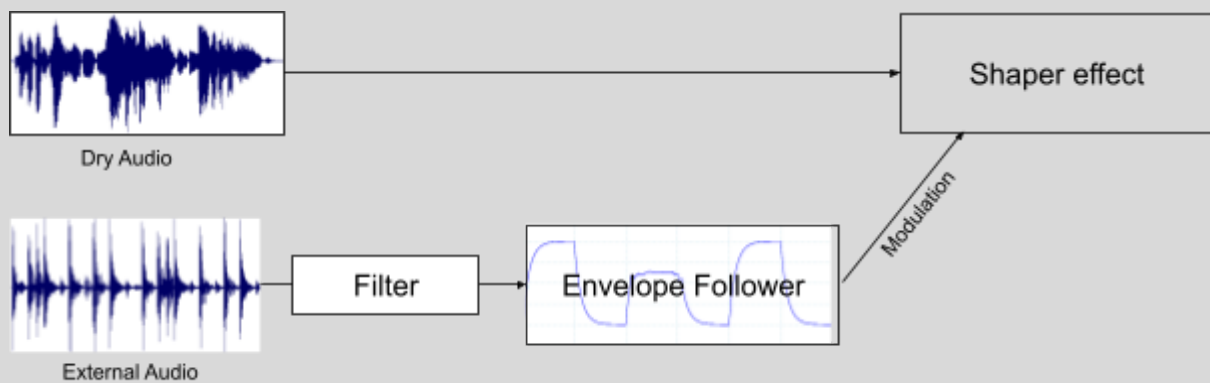 Shaper effect
Dry Audio
Modulation
Filter
Envelope Follower
External Audio